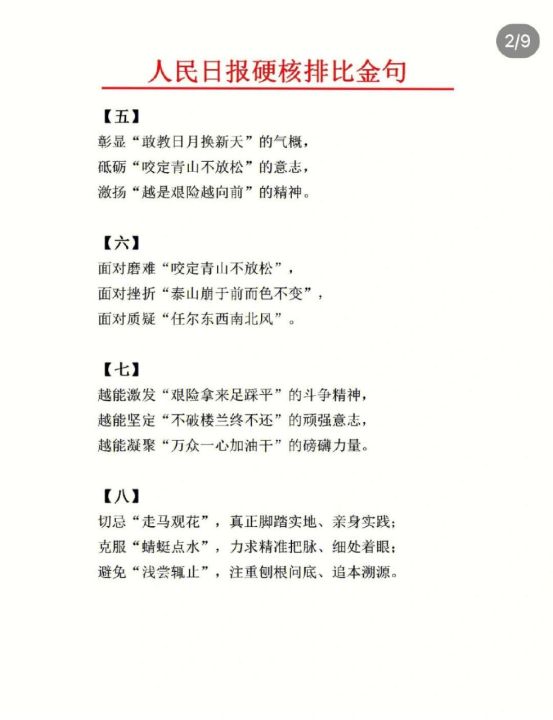 2/9
人民日报硬核排比金句
【五】
彰显“敢教日月换新天”的气概，
砥砺“咬定青山不放松”的意志，
激扬“越是艰险越向前”的精神。
【六】
面对磨难“咬定青山不放松”，
面对挫折“泰山崩于前而色不变”，
面对质疑“任尔东西南北风”。
【七】
越能激发“艰险拿来足踩平”的斗争精神，
越能坚定“不破楼兰终不还”的顽强意志，
越能凝聚“万众一心加油干”的磅礴力量。
【八】
切忌“走马观花”，真正脚踏实地、亲身实践；
克服“蜻蜓点水”，力求精准把脉、细处着眼；
避免“浅尝辄止”，注重刨根问底、追本溯源。